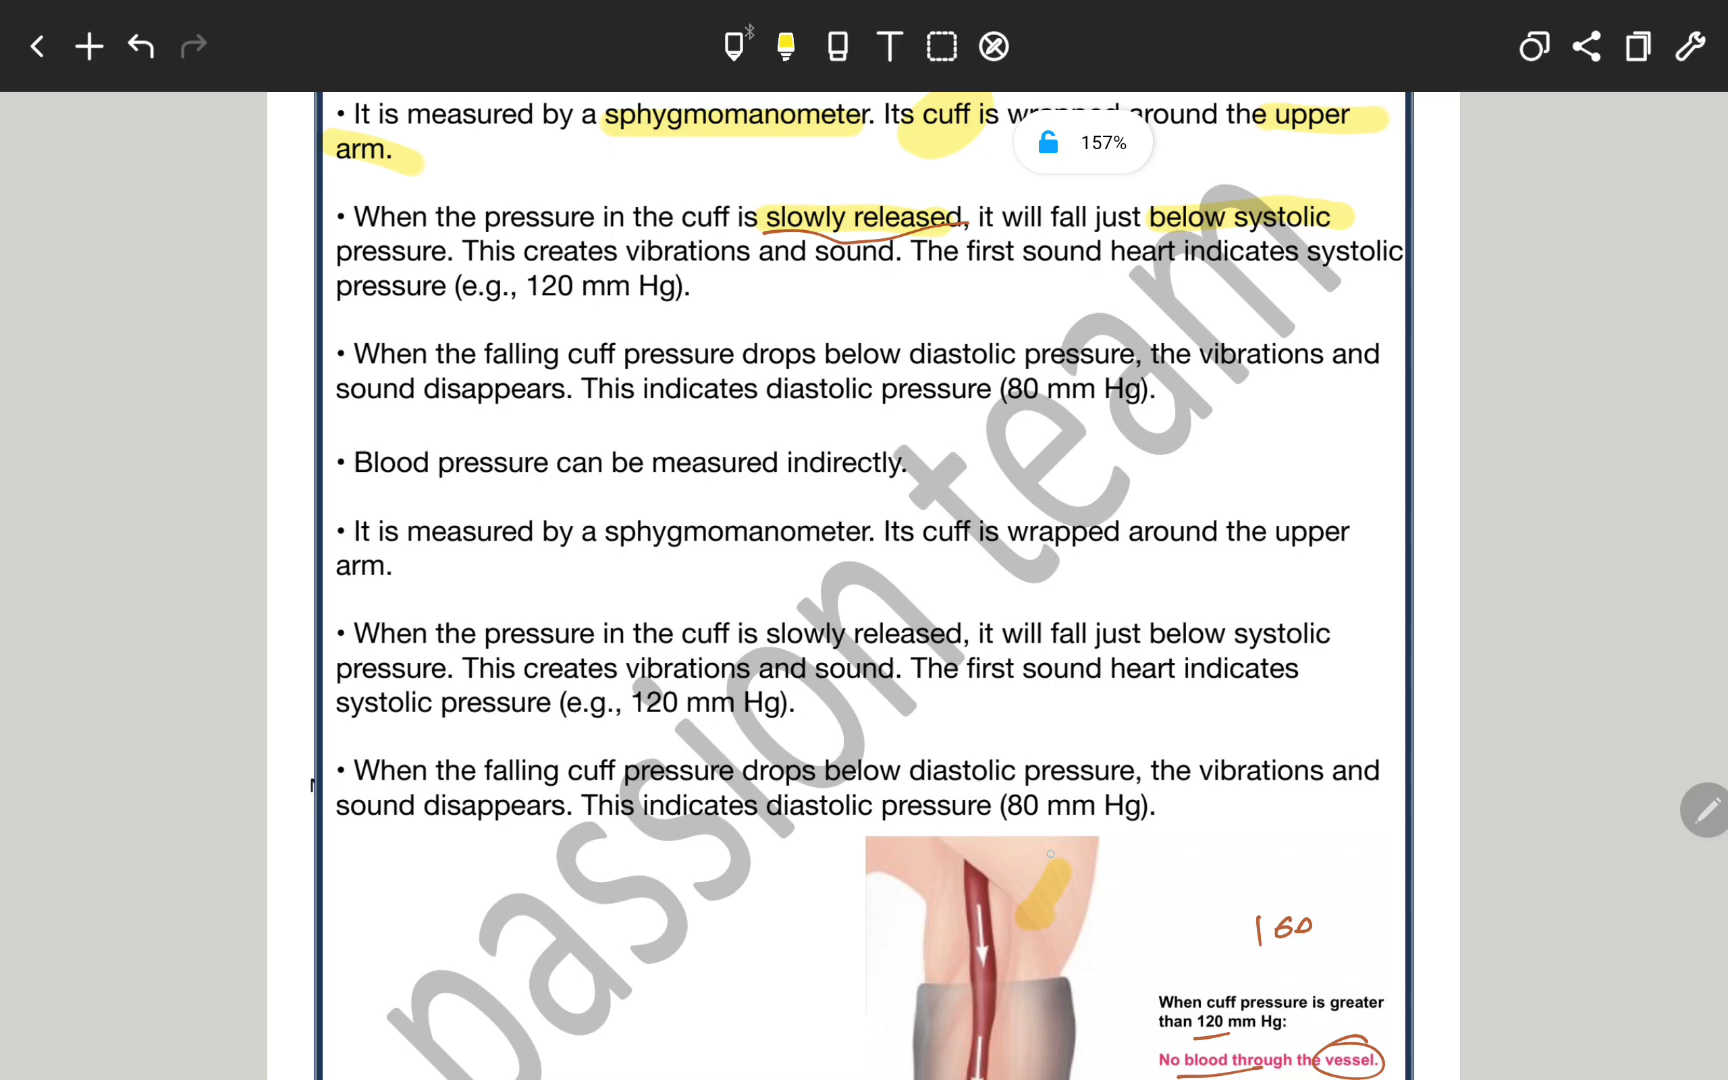 • It is measured by a sphygmomanometer. Its cuff is wrapped around the upper
arm.
157%
• When the pressure in the cuff is slowly released, it will fall just below systolic
pressure. This creates vibrations and sound. The first sound heart indicates systolic
pressure (e.g., 120 mm Hg).
• When the falling cuff pressure drops below diastolic pressure, the vibrations and
sound disappears. This indicates diastolic pressure (80 mm Hg).
• Blood pressure can be measured indirectly.
• It is measured by a sphygmomanometer. Its cuff is wrapped around the upper
arm.
• When the pressure in the cuff is slowly released, it will fall just below systolic
pressure. This creates vibrations and sound. The first sound heart indicates
systolic pressure (e.g., 120 mm Hg).
• When the falling cuff pressure drops below diastolic pressure, the vibrations and
sound disappears. This indicates diastolic pressure (80 mm Hg).
passion team
160
When cuff pressure is greater
than 120 mm Hg:
No blood through the vessel.